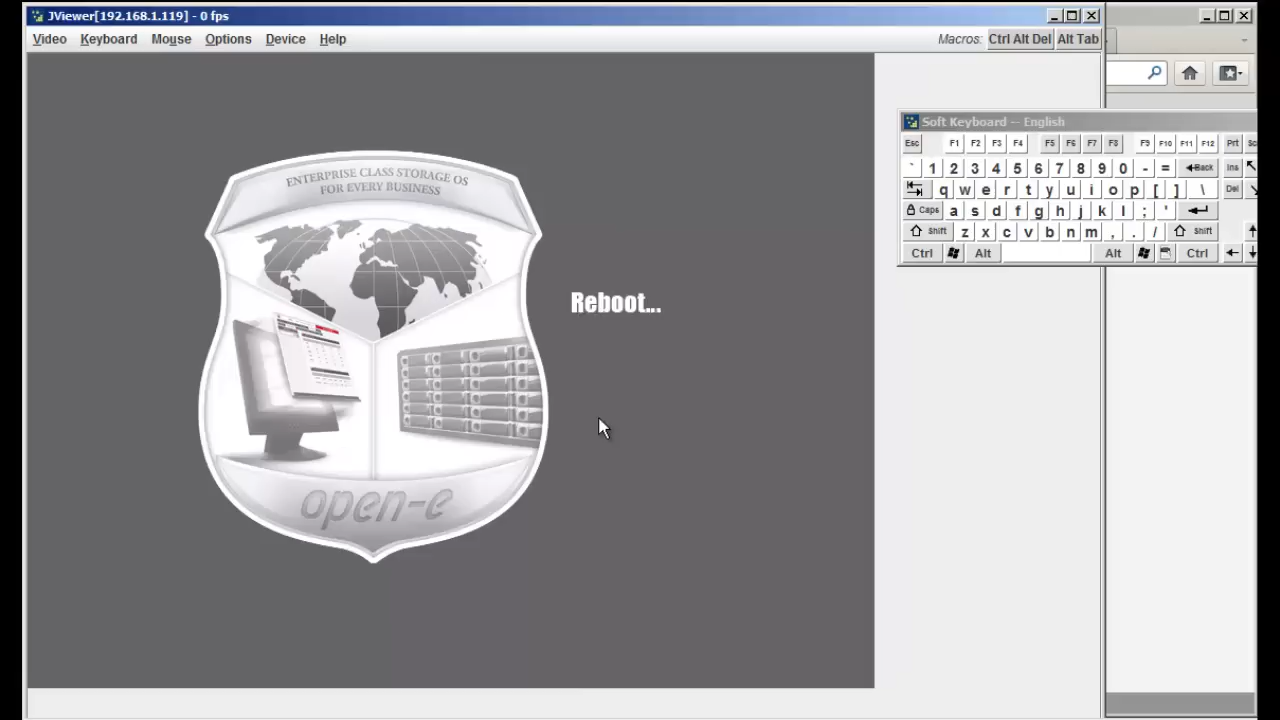 JViewer[192.168.1.119] - 0 fps
Video Keyboard Mouse Options Device Help
Macros: Ctrl Alt Del Alt Tab
ENTERPRISE CLASS STORAGE OS
FOR EVERY BUSINESS
Reboot...
open-e
Soft Keyboard -- English
Esc F1 F2 F3 F4 F5 F6 F7 F8 F9 F10 F11 F12 Prt
` 1 2 3 4 5 6 7 8 9 0 - = Back Ins
q w e r t y u i o p [ ] \ Del
Caps a s d f g h j k l ; '
Shift z x c v b n m , . / Shift
Ctrl Alt Alt Ctrl